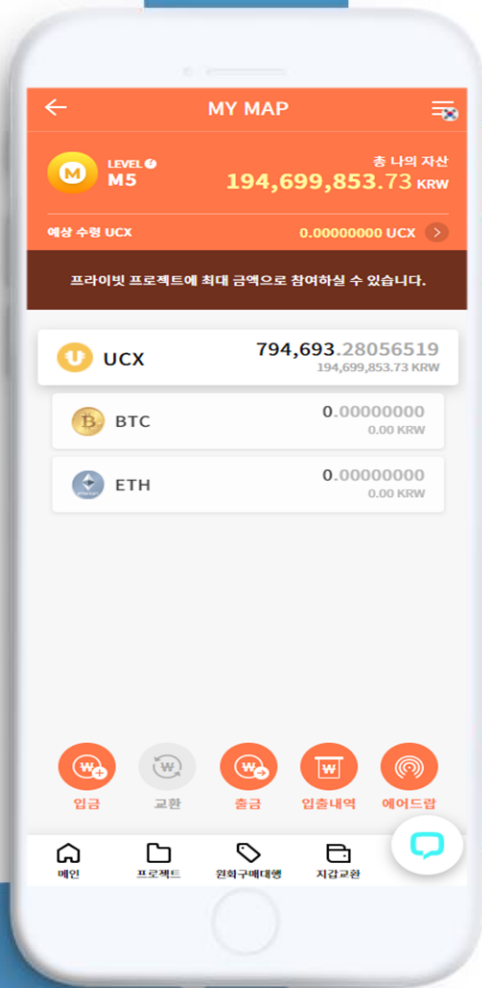 MY MAP
M
LEVEL
M5
총 나의 자산
194,699,853.73 KRW
예상 수령 UCX
0.00000000 UCX
프라이빗 프로젝트에 최대 금액으로 참여하실 수 있습니다.
UCX
794,693.28056519
194,699,853.73 KRW
BTC
0.00000000
0.00 KRW
ETH
0.00000000
0.00 KRW
입금
교환
출금
입출내역
에어드랍
메인
프로젝트
원화구매대행
지갑교환